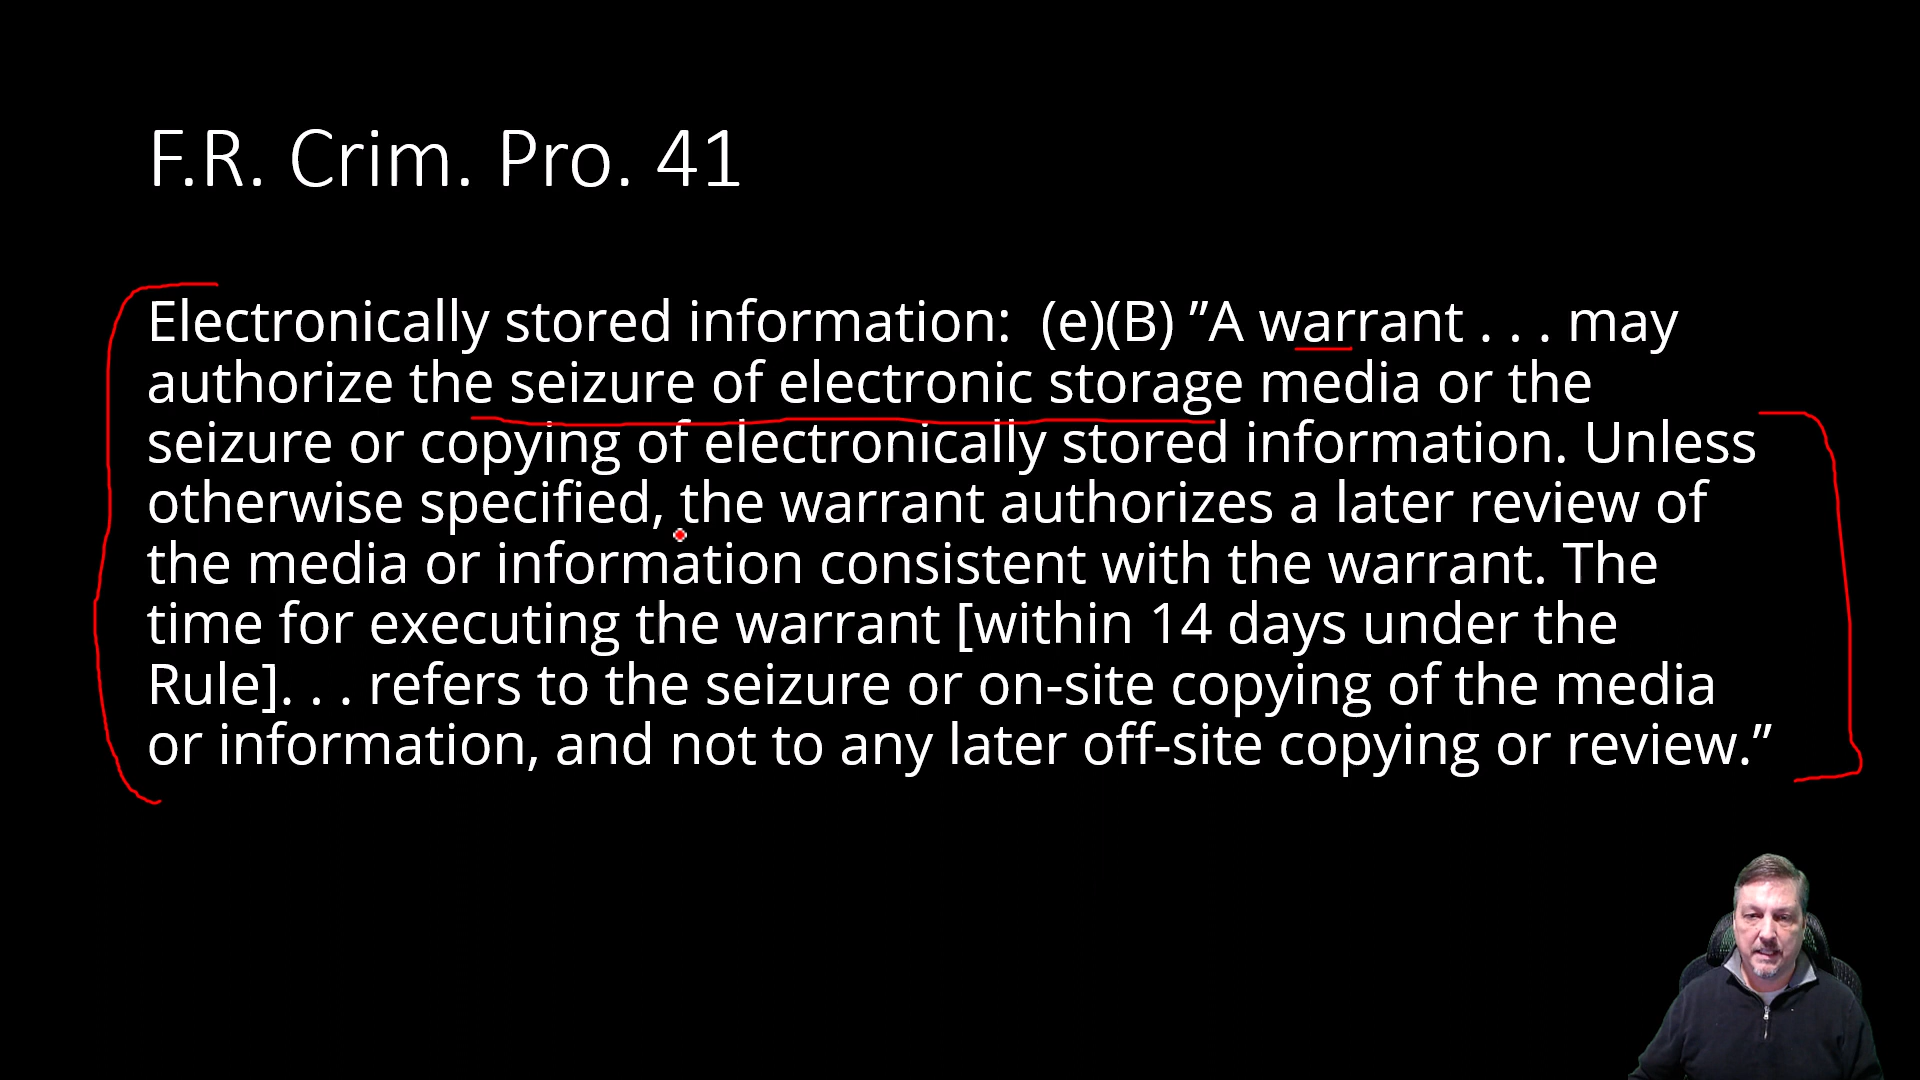 F.R. Crim. Pro. 41
Electronically stored information:  (e)(B) ”A warrant . . . may
authorize the seizure of electronic storage media or the
seizure or copying of electronically stored information. Unless
otherwise specified, the warrant authorizes a later review of
the media or information consistent with the warrant. The
time for executing the warrant [within 14 days under the
Rule]. . . refers to the seizure or on-site copying of the media
or information, and not to any later off-site copying or review.”